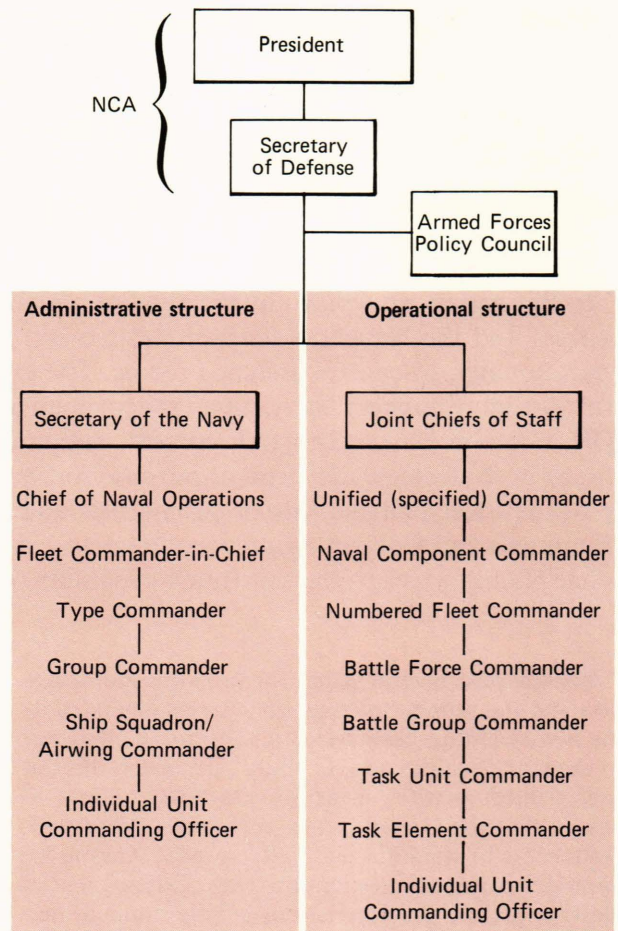 President
NCA
Secretary
of Defense
Armed Forces
Policy Council
Administrative structure
Secretary of the Navy
Chief of Naval Operations
Fleet Commander-in-Chief
Type Commander
Group Commander
Ship Squadron/
Airwing Commander
Individual Unit
Commanding Officer
Operational structure
Joint Chiefs of Staff
Unified (specified) Commander
Naval Component Commander
Numbered Fleet Commander
Battle Force Commander
Battle Group Commander
Task Unit Commander
Task Element Commander
Individual Unit
Commanding Officer